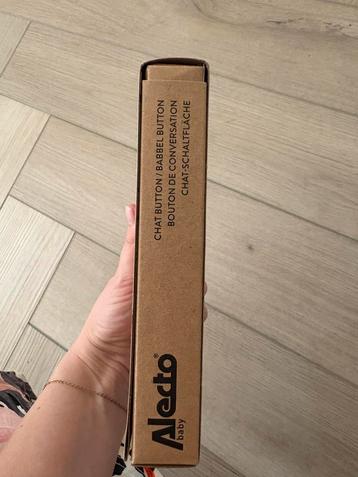 CHAT BUTTON / BABBEL BUTTON
BOUTON DE CONVERSATION
CHAT-SCHALTFLÄCHE
Alecto®
baby